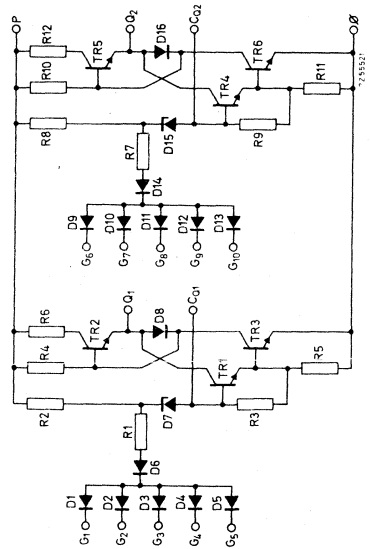 P
R2
R4
R6
TR2
Q1
D8
R1
D6
D7
CQ1
TR1
TR3
R3
R5
D1
D2
D3
D4
D5
G1
G2
G3
G4
G5
R8
R10
R12
TR5
Q2
D16
R7
D14
D15
CQ2
TR4
TR6
R9
R11
D9
D10
D11
D12
D13
G6
G7
G8
G9
G10
Ø
7Z55521